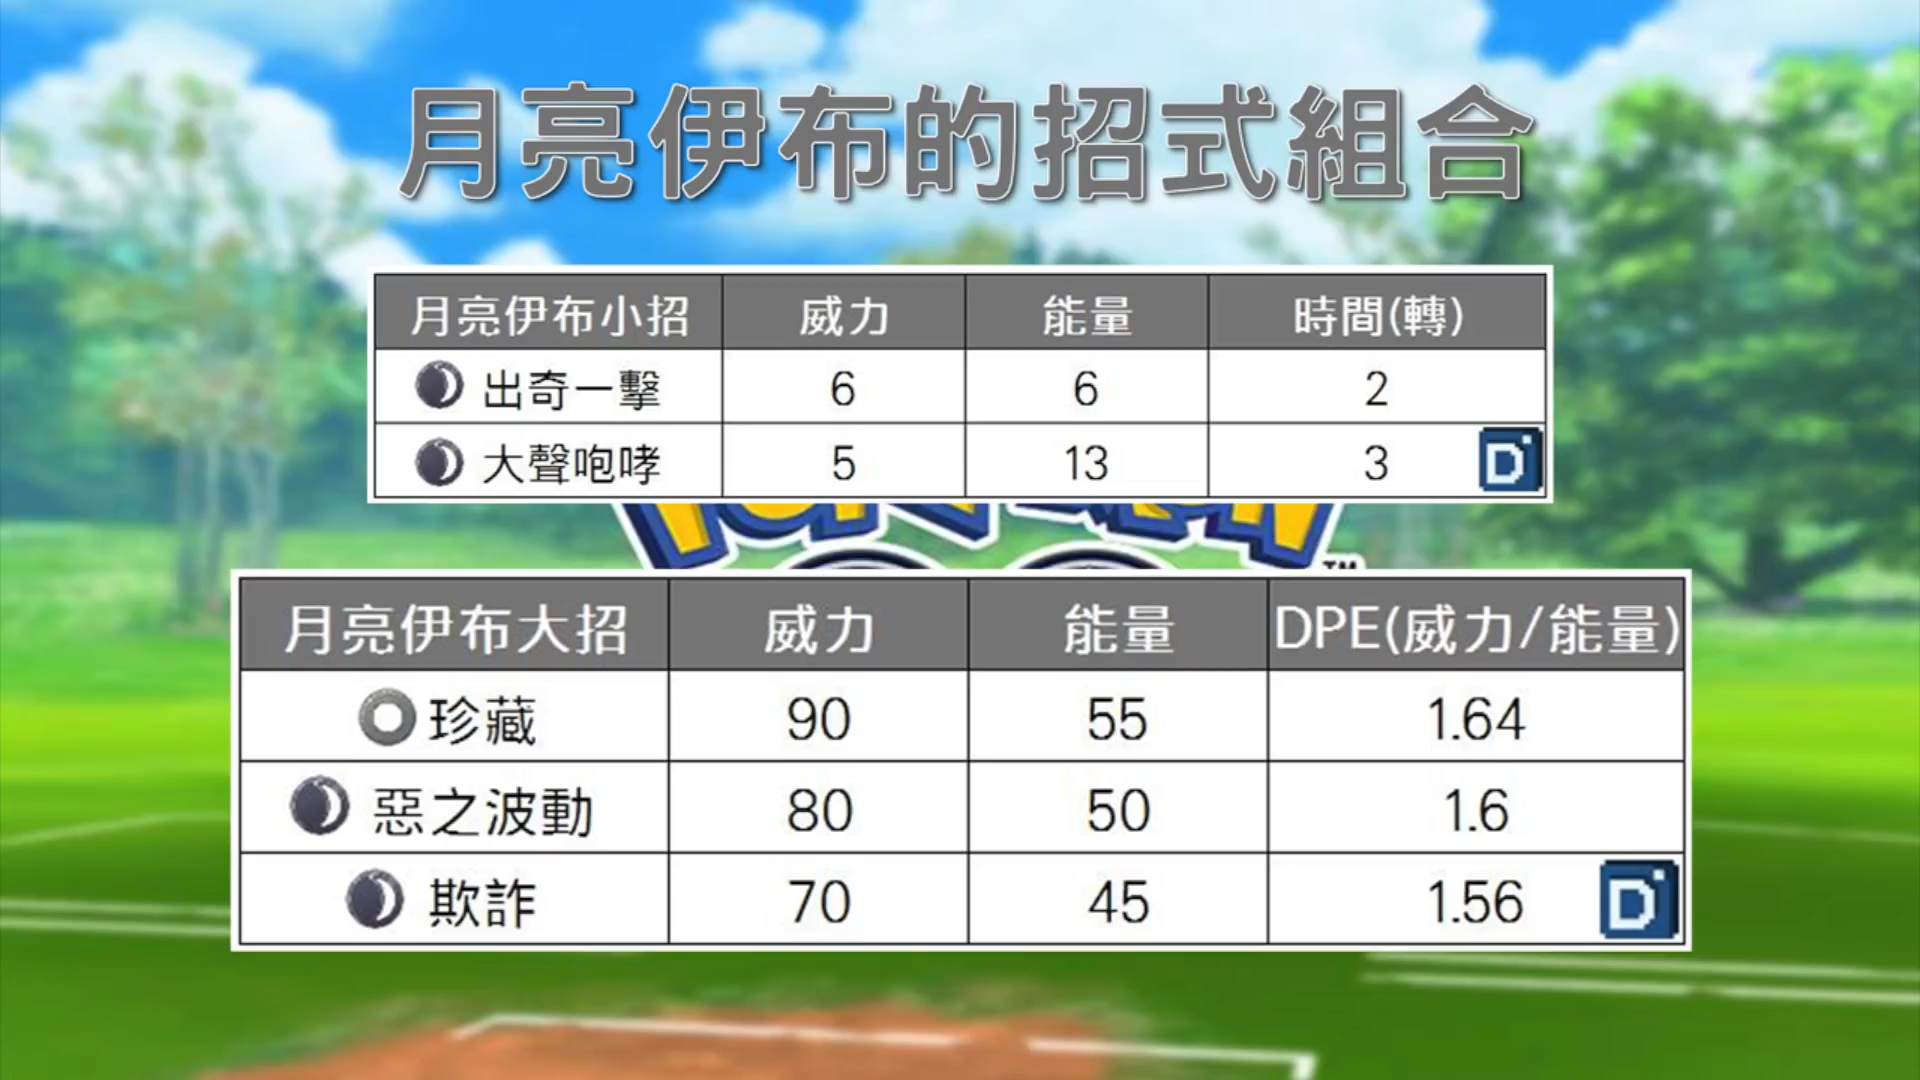 月亮伊布的招式組合
月亮伊布小招 威力 能量 時間(轉)
出奇一擊 6 6 2
大聲咆哮 5 13 3 D
TM
月亮伊布大招 威力 能量 DPE(威力/能量)
珍藏 90 55 1.64
惡之波動 80 50 1.6
欺詐 70 45 1.56 D